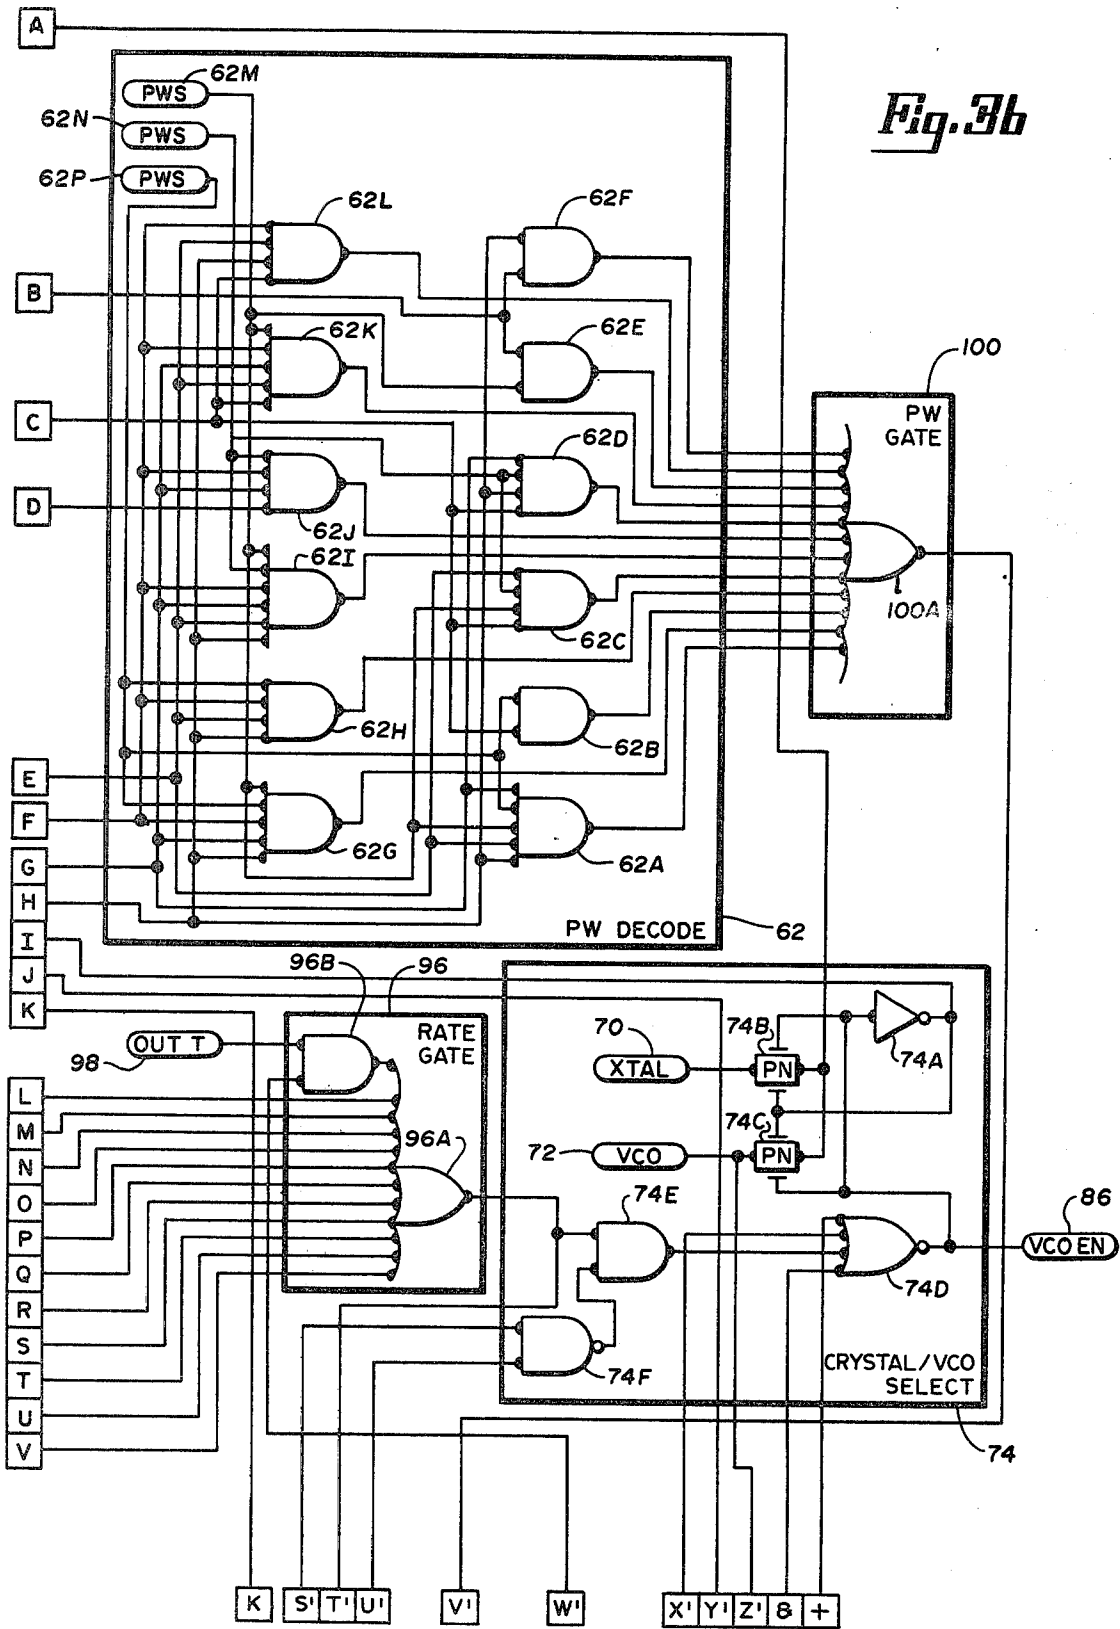 A
62M
PWS
Fig. 3b
62N
PWS
62P
PWS
62L
62F
B
62K
62E
100
PW
GATE
C
62D
D
62J
62I
100A
62C
62H
62B
E
F
62G
62A
G
H
PW DECODE
62
I
96B
96
J
K
RATE
GATE
70
74B
OUT T
XTAL
PN
74A
98
L
74C
M
96A
72
VCO
PN
N
74E
86
O
VCO EN
P
Q
74D
R
S
CRYSTAL/VCO
SELECT
T
74F
U
V
74
K
S'
T'
U'
V'
W'
X'
Y'
Z'
&
+